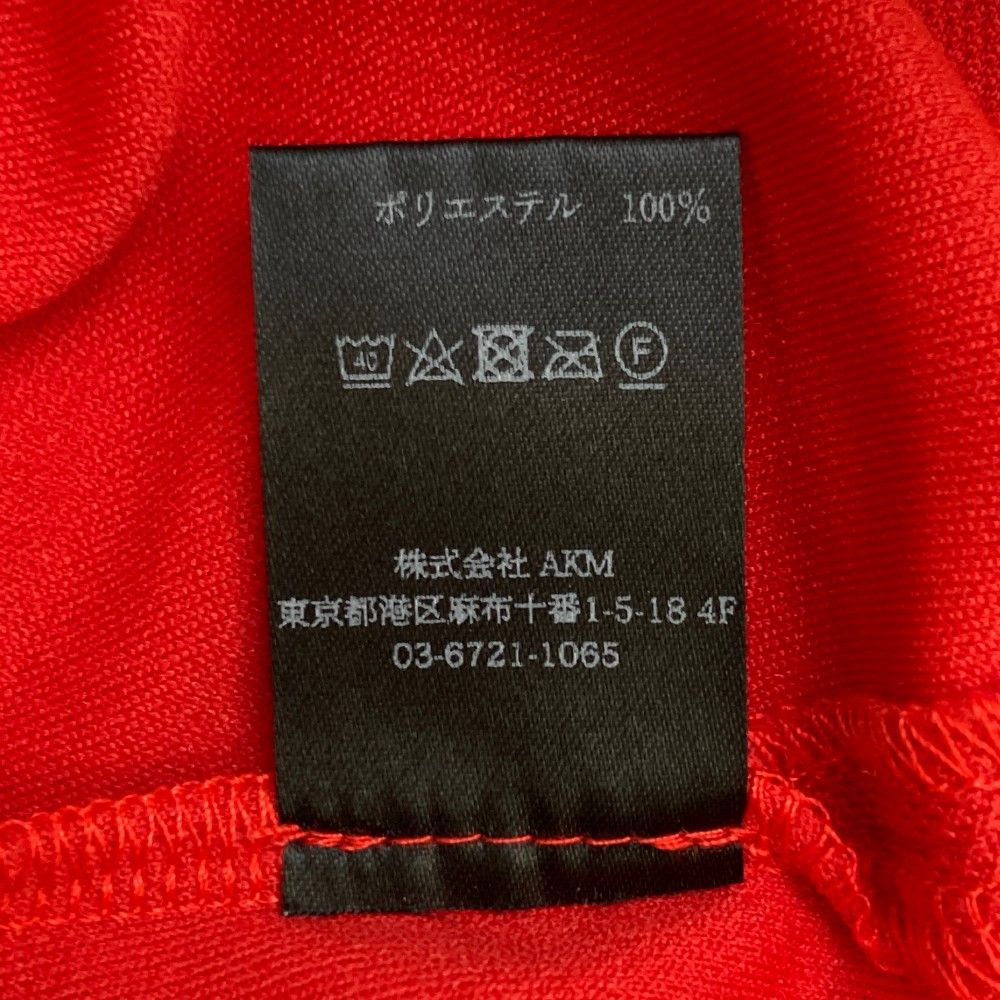 ポリエステル 100%
40 F
株式会社 AKM
東京都港区麻布十番1-5-18 4F
03-6721-1065